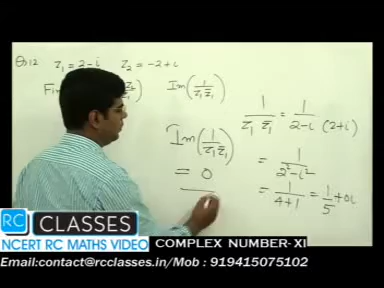 Qs 12 Z₁ = 2-i Z₂ = -2+i
Im(1/(Z₁ Z̄₁))
1/(Z₁ Z̄₁) = 1/((2-i)(2+i))
= 1/(2²-i²)
= 1/(4+1) = 1/5 + 0i
Im(1/(Z₁ Z̄₁))
= 0
RC CLASSES
NCERT RC MATHS VIDEO COMPLEX NUMBER-XI
Email:contact@rcclasses.in/Mob : 919415075102